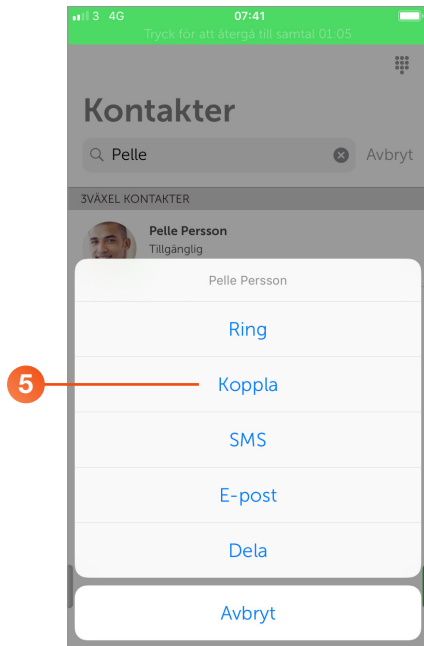 3 4G 07:41
Tryck för att återgå till samtal 01:05
Kontakter
Pelle Avbryt
3VÄXEL KONTAKTER
Pelle Persson
Tillgänglig
Pelle Persson
Ring
5 Koppla
SMS
E-post
Dela
Avbryt